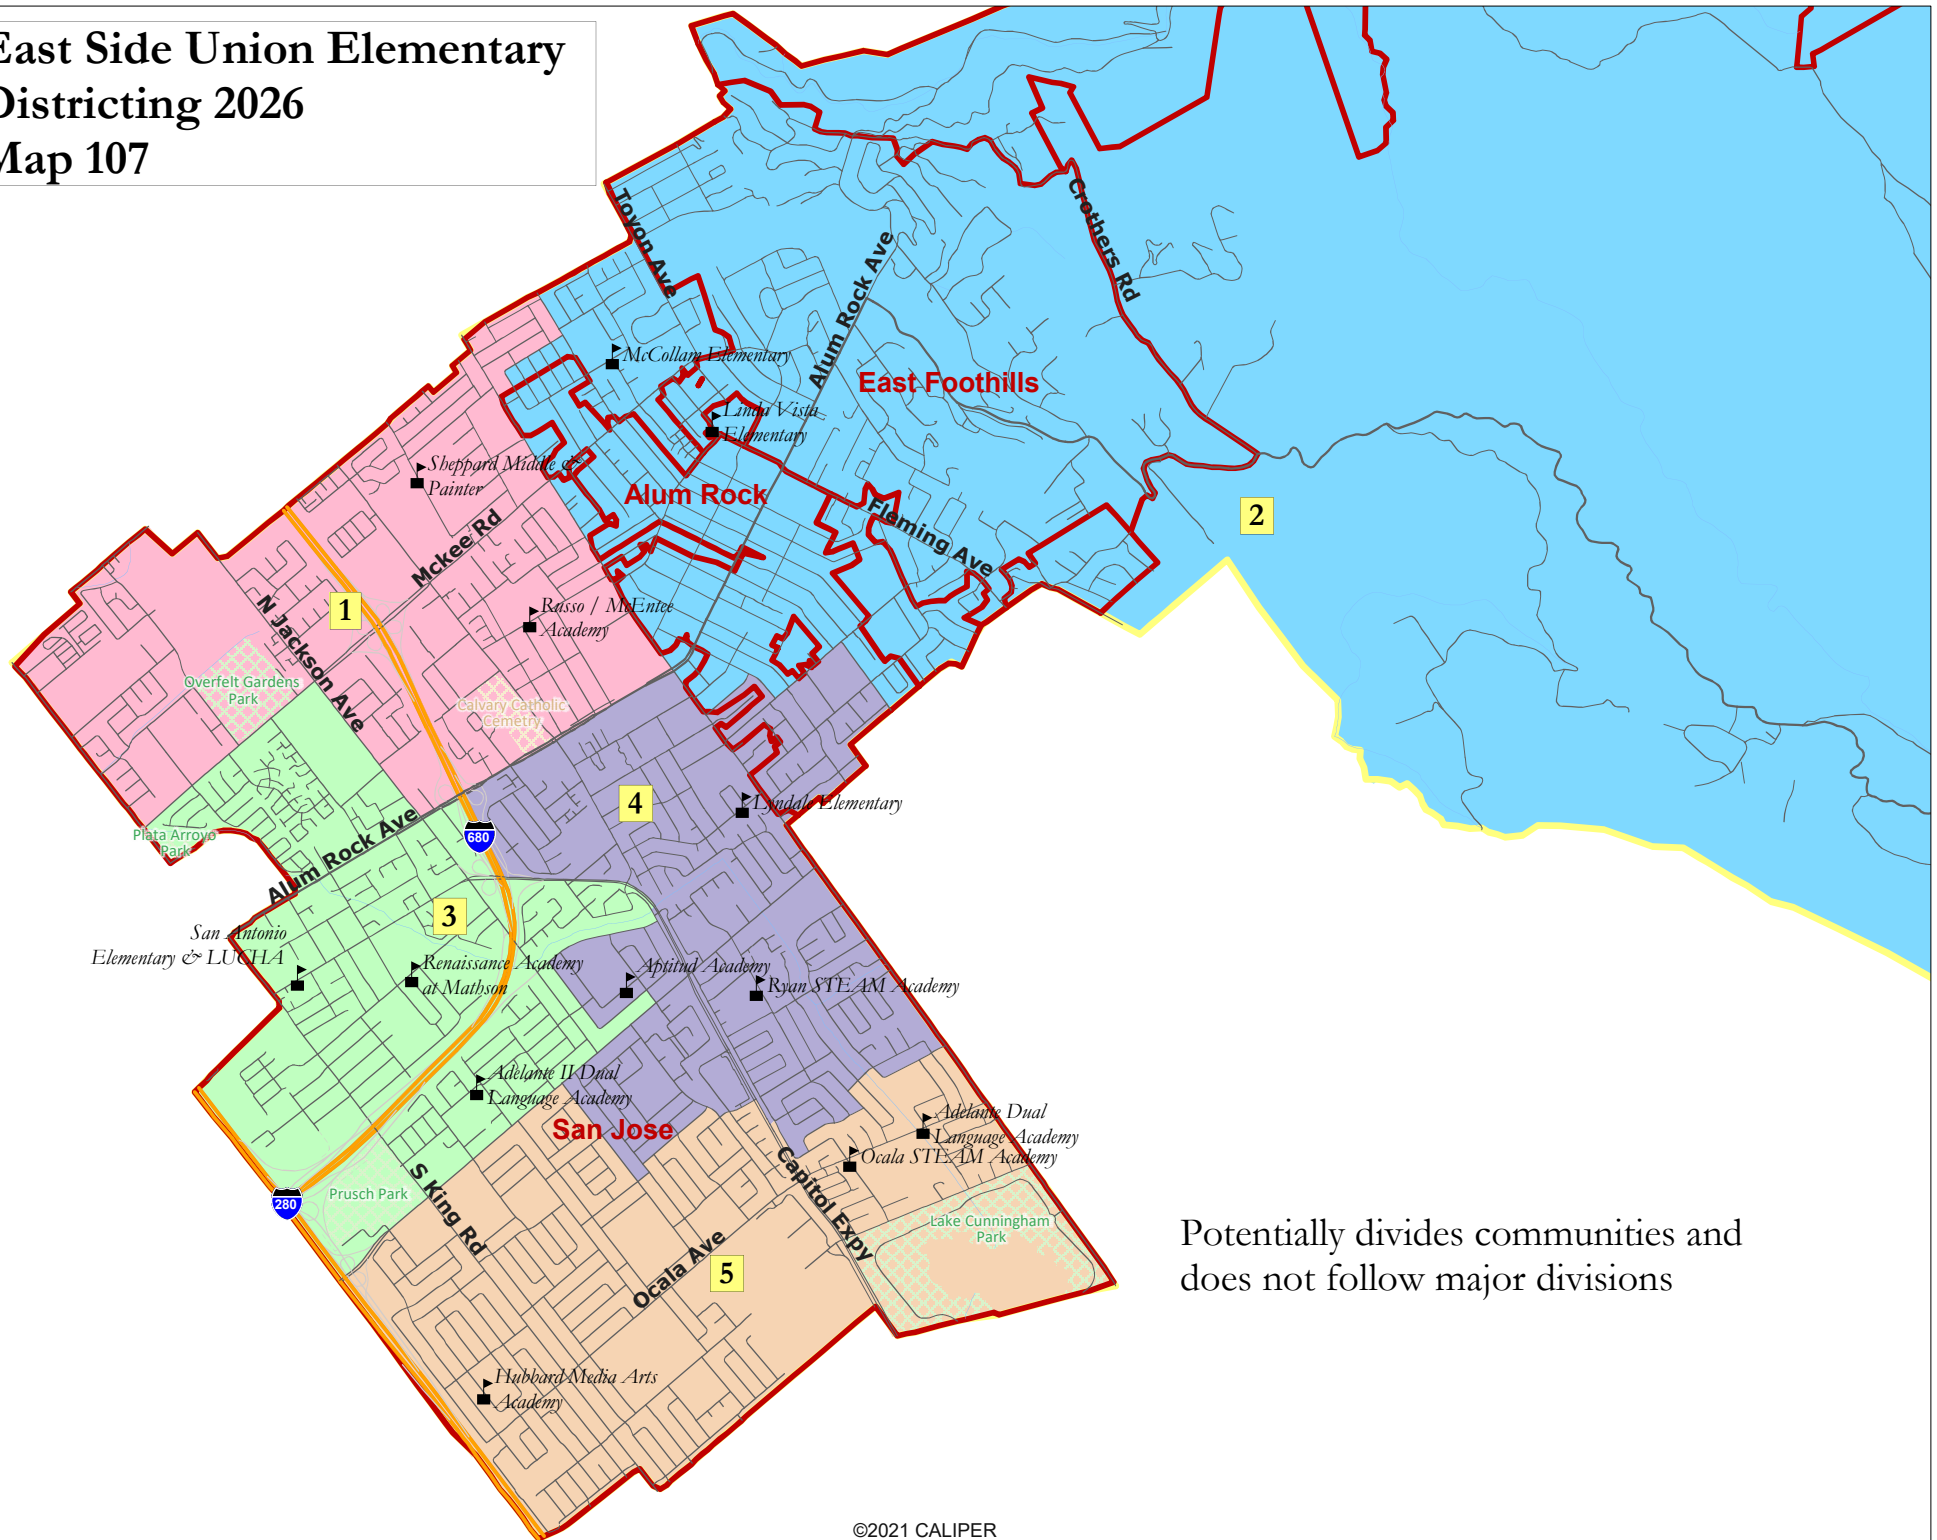 East Side Union Elementary
Districting 2026
Map 107
Toyon Ave
Crothers Rd
Alum Rock Ave
McCollam Elementary
East Foothills
Linda Vista
Elementary
Sheppard Middle &
Painter
Alum Rock
Fleming Ave
2
Mckee Rd
1
N Jackson Ave
Russo / McEntee
Academy
Overfelt Gardens
Park
Calvary Catholic
Cemetry
4
Lyndale Elementary
Plata Arroyo
Park
680
Alum Rock Ave
3
San Antonio
Elementary & LUCHA
Renaissance Academy
at Mathson
Aptitud Academy
Ryan STEAM Academy
Adelante II Dual
Language Academy
San Jose
Adelante Dual
Language Academy
Ocala STEAM Academy
Capitol Expy
Prusch Park
280
S King Rd
Lake Cunningham
Park
Ocala Ave
5
Potentially divides communities and
does not follow major divisions
Hubbard Media Arts
Academy
©2021 CALIPER